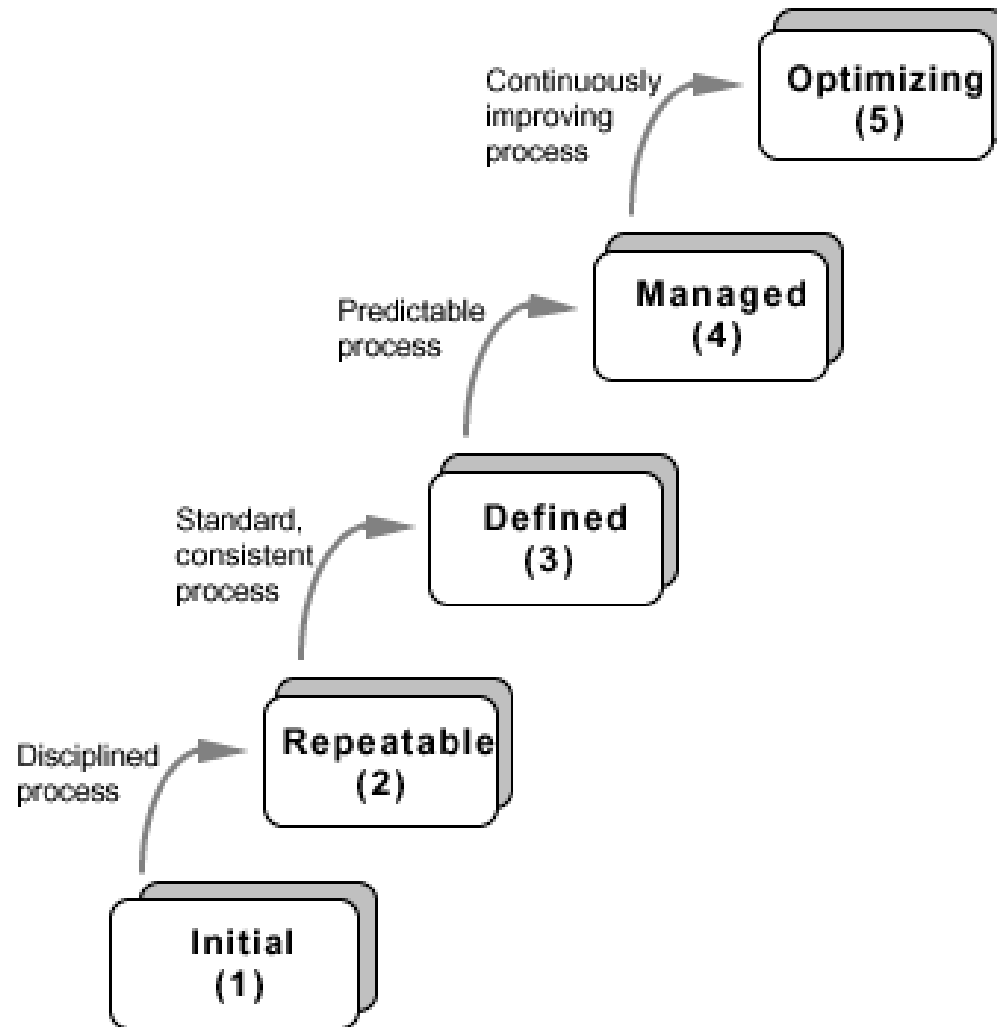 Continuously
improving
process
Optimizing
(5)
Predictable
process
Managed
(4)
Standard,
consistent
process
Defined
(3)
Disciplined
process
Repeatable
(2)
Initial
(1)